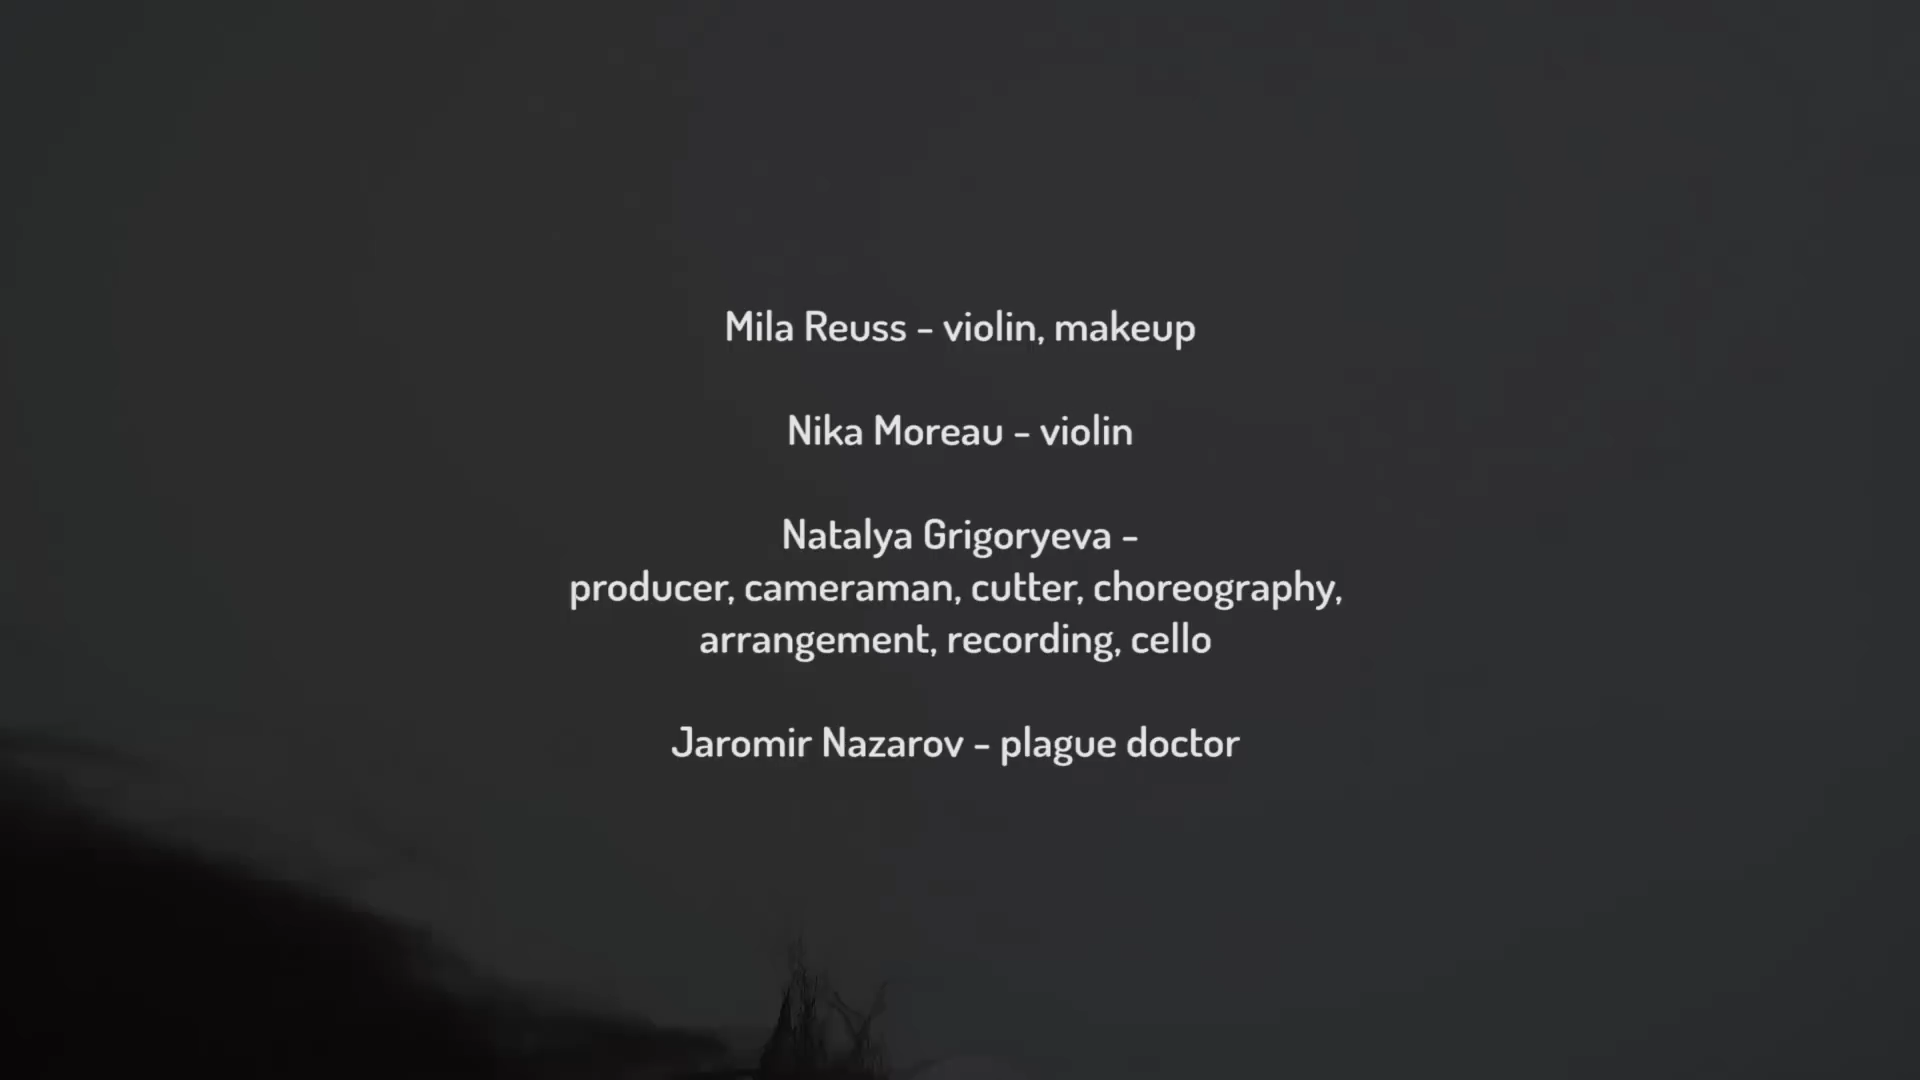 Mila Reuss - violin, makeup
Nika Moreau - violin
Natalya Grigoryeva -
producer, cameraman, cutter, choreography,
arrangement, recording, cello
Jaromir Nazarov - plague doctor